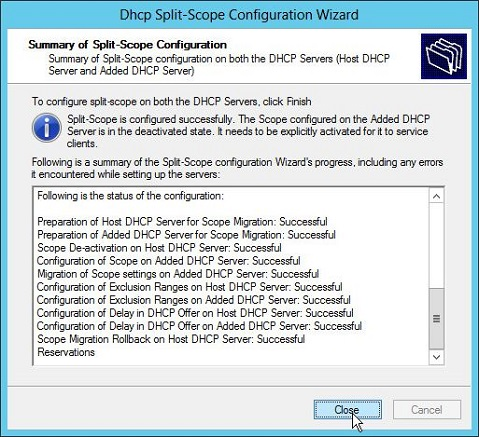 Dhcp Split-Scope Configuration Wizard
Summary of Split-Scope Configuration
Summary of Split-Scope configuration on both the DHCP Servers (Host DHCP
Server and Added DHCP Server)
To configure split-scope on both the DHCP Servers, click Finish
Split-Scope is configured successfully. The Scope configured on the Added DHCP
Server is in the deactivated state. It needs to be explicitly activated for it to service
clients.
Following is a summary of the Split-Scope configuration Wizard's progress, including any errors
it encountered while setting up the servers:
Following is the status of the configuration:
Preparation of Host DHCP Server for Scope Migration: Successful
Preparation of Added DHCP Server for Scope Migration: Successful
Scope De-activation on Host DHCP Server: Successful
Configuration of Scope on Added DHCP Server: Successful
Migration of Scope settings on Added DHCP Server: Successful
Configuration of Exclusion Ranges on Host DHCP Server: Successful
Configuration of Exclusion Ranges on Added DHCP Server: Successful
Configuration of Delay in DHCP Offer on Host DHCP Server: Successful
Configuration of Delay in DHCP Offer on Added DHCP Server: Successful
Scope Migration Rollback on Host DHCP Server: Successful
Reservations
Close
Cancel